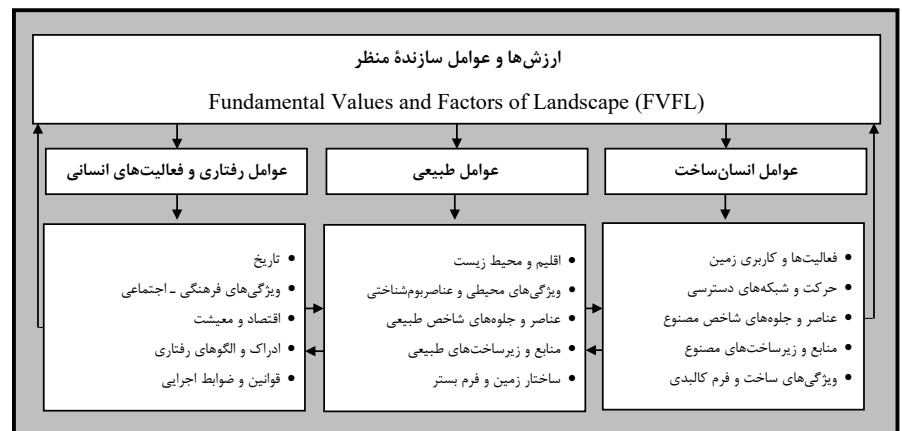 ارزش‌ها و عوامل سازندۀ منظر
Fundamental Values and Factors of Landscape (FVFL)
عوامل انسان‌ساخت
عوامل طبیعی
عوامل رفتاری و فعالیت‌های انسانی
• فعالیت‌ها و کاربری زمین
• حرکت و شبکه‌های دسترسی
• عناصر و جلوه‌های شاخص مصنوع
• منابع و زیرساخت‌های مصنوع
• ویژگی‌های ساخت و فرم کالبدی
• اقلیم و محیط زیست
• ویژگی‌های محیطی و عناصربوم‌شناختی
• عناصر و جلوه‌های شاخص طبیعی
• منابع و زیرساخت‌های طبیعی
• ساختار زمین و فرم بستر
• تاریخ
• ویژگی‌های فرهنگی ـ اجتماعی
• اقتصاد و معیشت
• ادراک و الگوهای رفتاری
• قوانین و ضوابط اجرایی